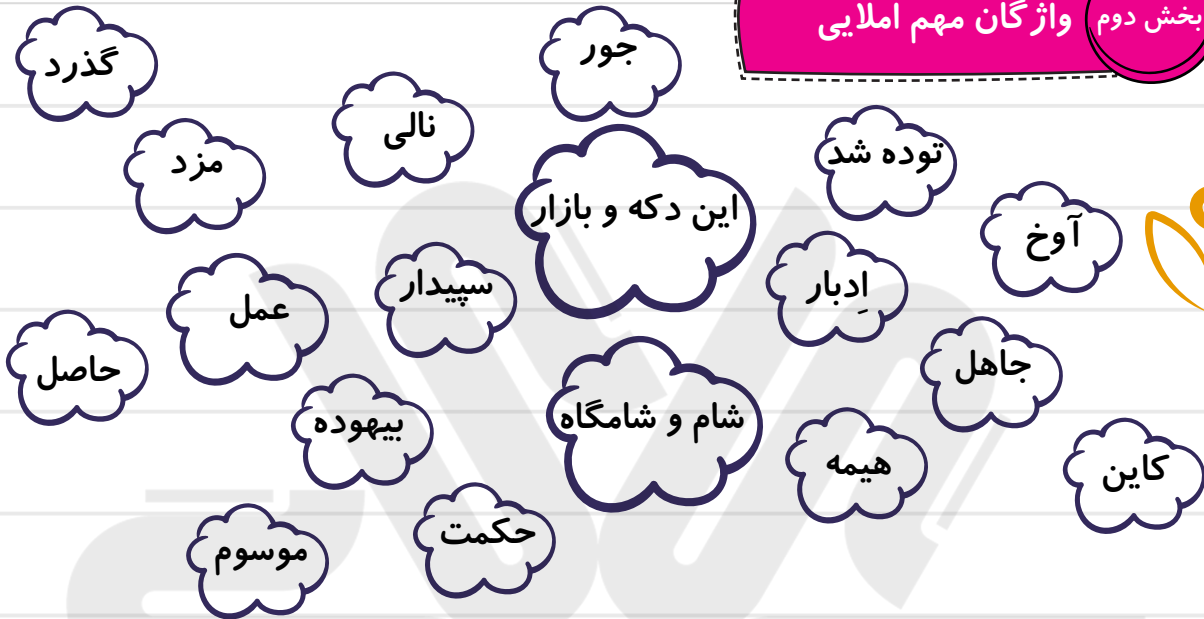 بخش دوم
واژگان مهم املایی
جور
گذرد
نالی
توده شد
مزد
این دکه و بازار
آوخ
اِدبار
سپیدار
عمل
جاهل
حاصل
شام و شامگاه
بیهوده
هیمه
کاین
حکمت
موسوم